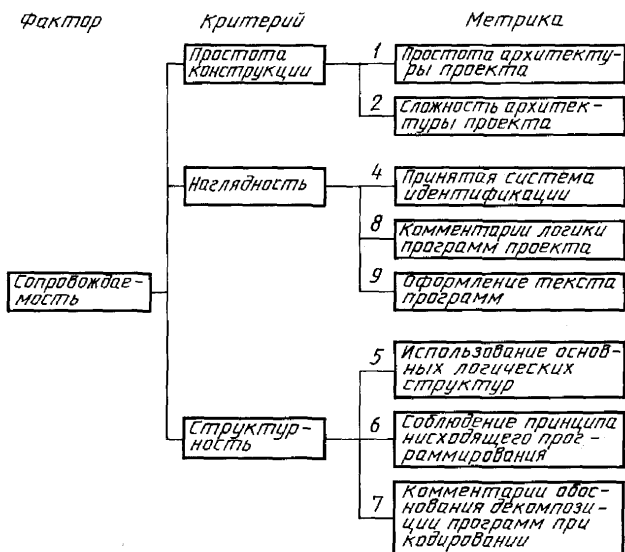 Фактор Критерий Метрика
Простота
конструкции
1
Простота архитекту-
ры проекта
2
Сложность архитек-
туры проекта
Наглядность
4
Принятая система
идентификации
8
Комментарии логики
программ проекта
9
Оформление текста
программ
Сопровождае-
мость
Структур-
ность
5
Использование основ-
ных логических
структур
6
Соблюдение принципа
нисходящего прог-
раммирования
7
Комментарии обос-
нования декомпози-
ции программ при
кодировании